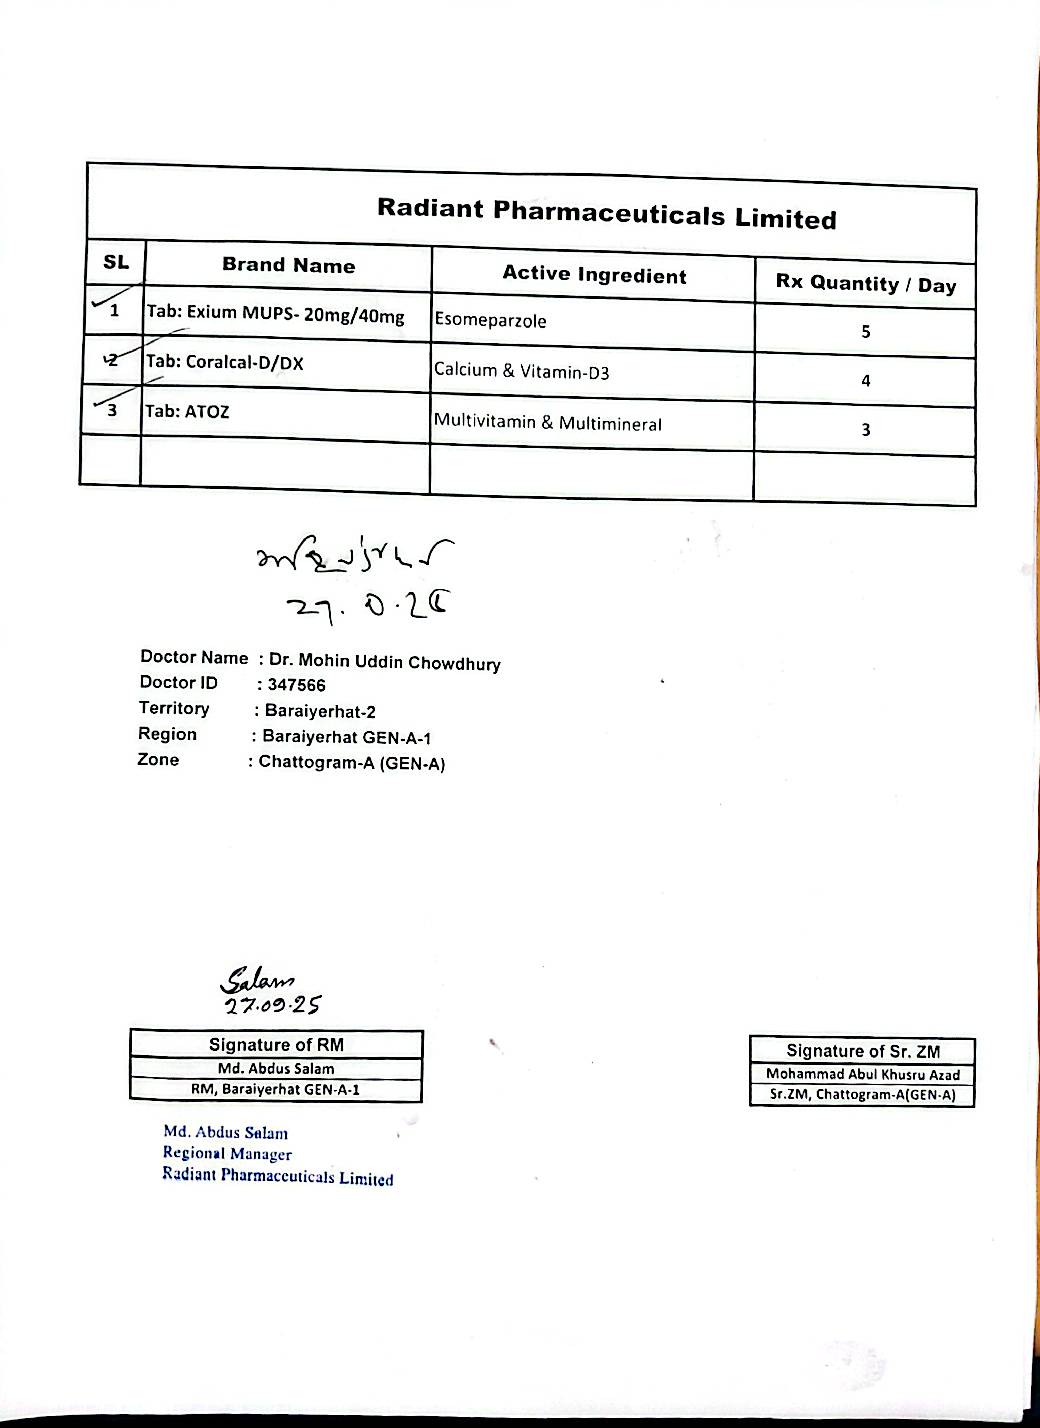 Radiant Pharmaceuticals Limited
SL Brand Name Active Ingredient Rx Quantity / Day
1 Tab: Exium MUPS- 20mg/40mg Esomeparzole 5
2 Tab: Coralcal-D/DX Calcium & Vitamin-D3 4
3 Tab: ATOZ Multivitamin & Multimineral 3
Doctor Name : Dr. Mohin Uddin Chowdhury
Doctor ID : 347566
Territory : Baraiyerhat-2
Region : Baraiyerhat GEN-A-1
Zone : Chattogram-A (GEN-A)
Salam
27.09.25
Signature of RM
Md. Abdus Salam
RM, Baraiyerhat GEN-A-1
Signature of Sr. ZM
Mohammad Abul Khusru Azad
Sr.ZM, Chattogram-A(GEN-A)
Md. Abdus Salam
Regional Manager
Radiant Pharmaceuticals Limited